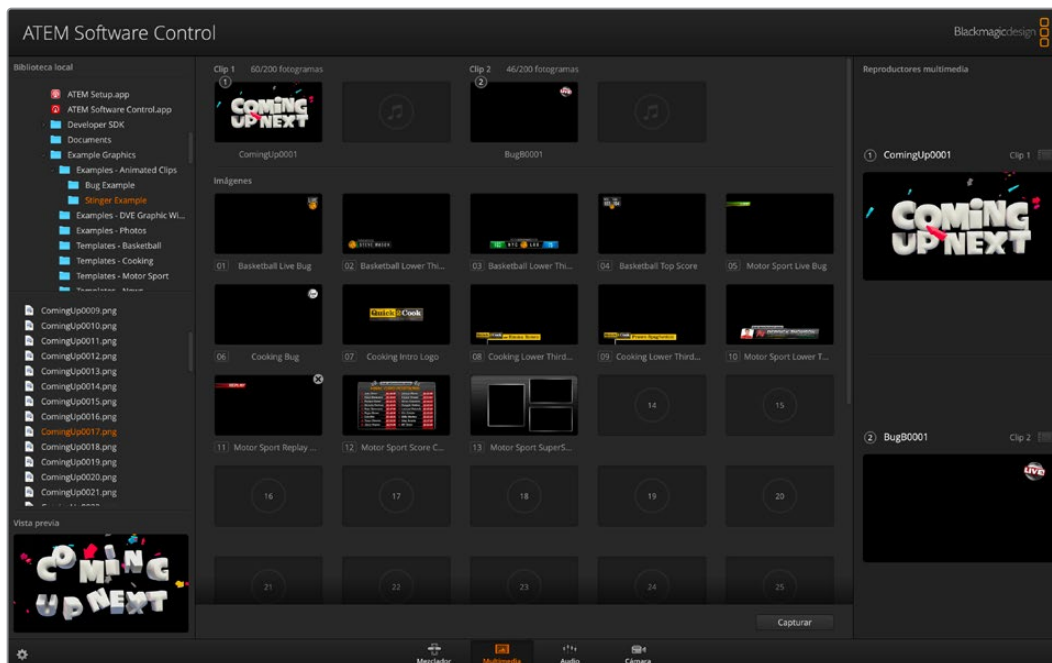 ATEM Software Control
Blackmagicdesign
Biblioteca local
ATEM Setup.app
ATEM Software Control.app
Developer SDK
Documents
Example Graphics
Examples - Animated Clips
Bug Example
Stinger Example
Examples - DVE Graphic Wi...
Examples - Photos
Templates - Basketball
Templates - Cooking
Templates - Motor Sport
ComingUp0009.png
ComingUp0010.png
ComingUp0011.png
ComingUp0012.png
ComingUp0013.png
ComingUp0014.png
ComingUp0015.png
ComingUp0016.png
ComingUp0017.png
ComingUp0018.png
ComingUp0019.png
ComingUp0020.png
ComingUp0021.png
Vista previa
COMING
UP NEXT
Clip 1 60/200 fotogramas
1
COMING
UP NEXT
ComingUp0001
Clip 2 46/200 fotogramas
2
BugB0001
Imágenes
01 Basketball Live Bug
02 Basketball Lower Thi...
03 Basketball Lower Thi...
04 Basketball Top Score
05 Motor Sport Live Bug
Quick Cook
06 Cooking Bug
07 Cooking Intro Logo
08 Cooking Lower Third...
09 Cooking Lower Third...
10 Motor Sport Lower T...
11 Motor Sport Replay ...
12 Motor Sport Score C...
13 Motor Sport SuperS...
14
15
16
17
18
19
20
21
22
23
24
25
Capturar
Reproductores multimedia
1 ComingUp0001 Clip 1
COMING
UP NEXT
2 BugB0001 Clip 2
LIVE!
Mezclador
Multimedia
Audio
Cámara